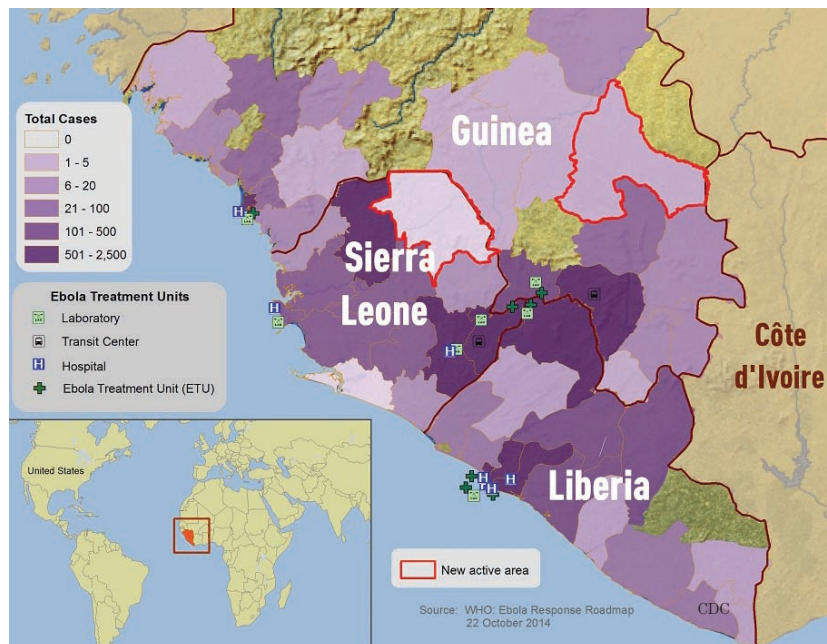 Total Cases
0
1 - 5
6 - 20
21 - 100
101 - 500
501 - 2,500
Ebola Treatment Units
Laboratory
Transit Center
Hospital
Ebola Treatment Unit (ETU)
Guinea
Sierra
Leone
Côte
d'Ivoire
Liberia
United States
New active area
CDC
Source: WHO: Ebola Response Roadmap
22 October 2014